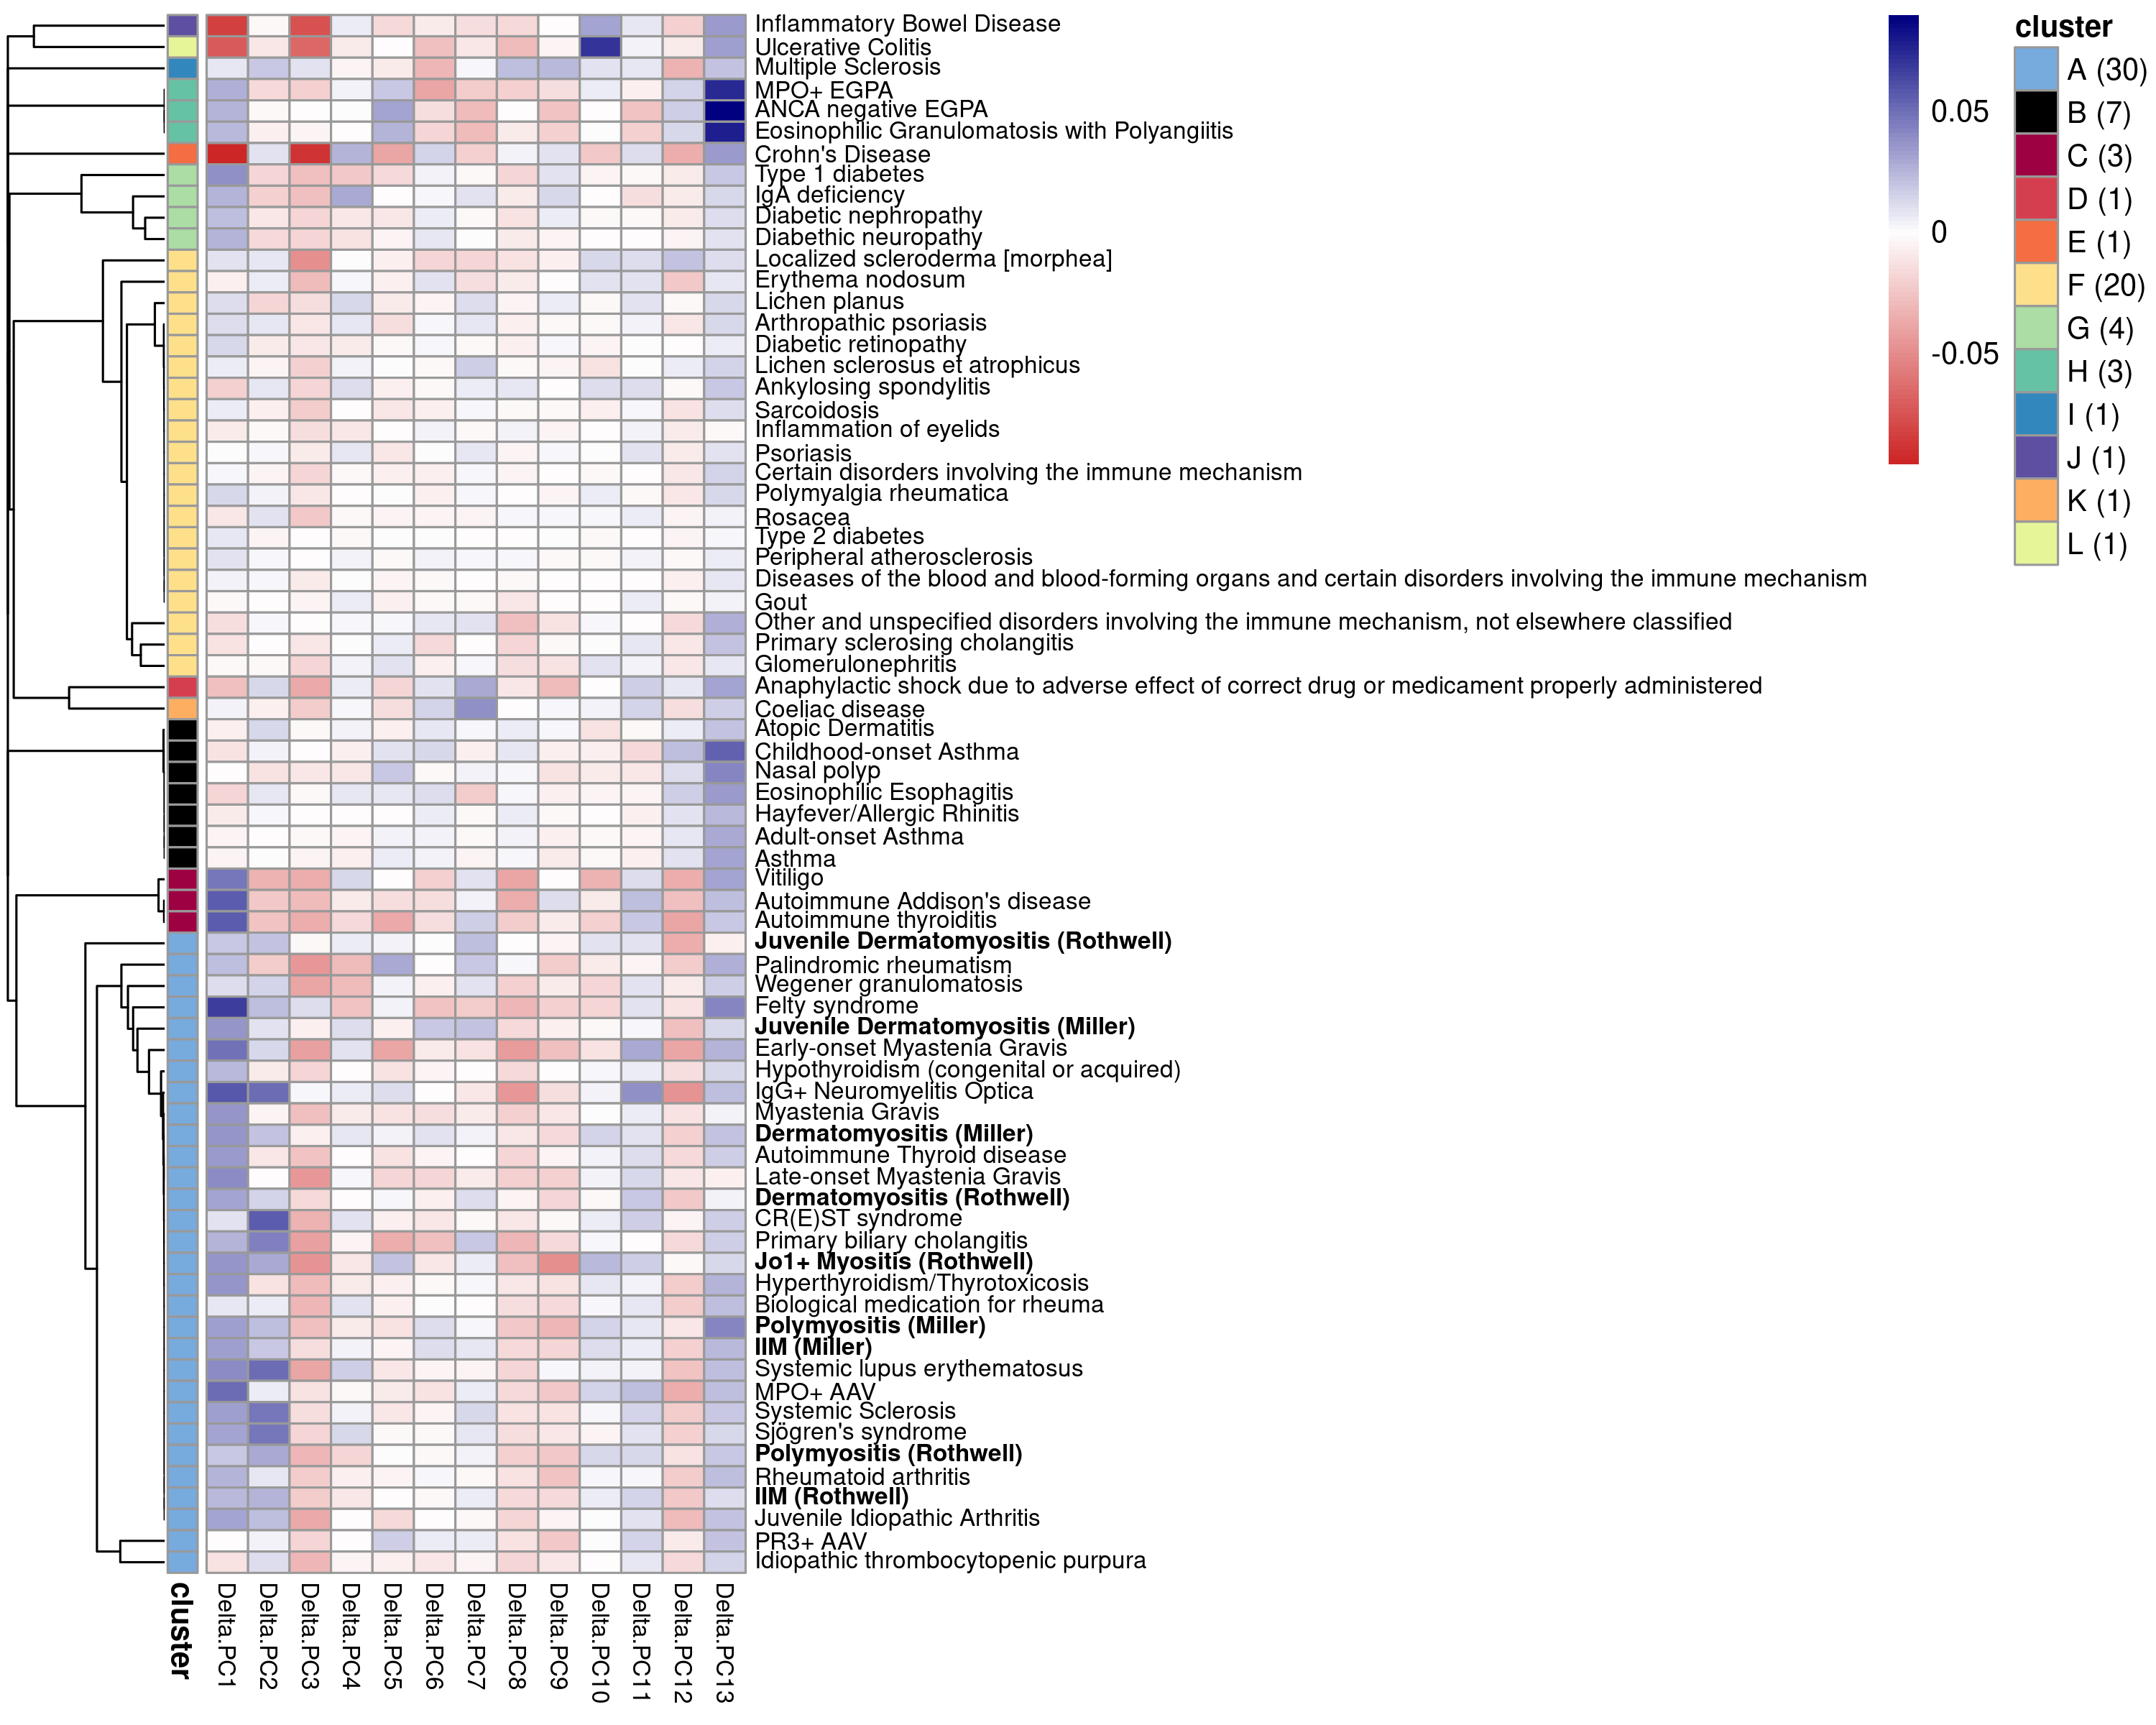 Inflammatory Bowel Disease
Ulcerative Colitis
Multiple Sclerosis
MPO+ EGPA
ANCA negative EGPA
Eosinophilic Granulomatosis with Polyangiitis
Crohn's Disease
Type 1 diabetes
IgA deficiency
Diabetic nephropathy
Diabethic neuropathy
Localized scleroderma [morphea]
Erythema nodosum
Lichen planus
Arthropathic psoriasis
Diabetic retinopathy
Lichen sclerosus et atrophicus
Ankylosing spondylitis
Sarcoidosis
Inflammation of eyelids
Psoriasis
Certain disorders involving the immune mechanism
Polymyalgia rheumatica
Rosacea
Type 2 diabetes
Peripheral atherosclerosis
Diseases of the blood and blood-forming organs and certain disorders involving the immune mechanism
Gout
Other and unspecified disorders involving the immune mechanism, not elsewhere classified
Primary sclerosing cholangitis
Glomerulonephritis
Anaphylactic shock due to adverse effect of correct drug or medicament properly administered
Coeliac disease
Atopic Dermatitis
Childhood-onset Asthma
Nasal polyp
Eosinophilic Esophagitis
Hayfever/Allergic Rhinitis
Adult-onset Asthma
Asthma
Vitiligo
Autoimmune Addison's disease
Autoimmune thyroiditis
Juvenile Dermatomyositis (Rothwell)
Palindromic rheumatism
Wegener granulomatosis
Felty syndrome
Juvenile Dermatomyositis (Miller)
Early-onset Myastenia Gravis
Hypothyroidism (congenital or acquired)
IgG+ Neuromyelitis Optica
Myastenia Gravis
Dermatomyositis (Miller)
Autoimmune Thyroid disease
Late-onset Myastenia Gravis
Dermatomyositis (Rothwell)
CR(E)ST syndrome
Primary biliary cholangitis
Jo1+ Myositis (Rothwell)
Hyperthyroidism/Thyrotoxicosis
Biological medication for rheuma
Polymyositis (Miller)
IIM (Miller)
Systemic lupus erythematosus
MPO+ AAV
Systemic Sclerosis
Sjögren's syndrome
Polymyositis (Rothwell)
Rheumatoid arthritis
IIM (Rothwell)
Juvenile Idiopathic Arthritis
PR3+ AAV
Idiopathic thrombocytopenic purpura
cluster
Delta.PC1
Delta.PC2
Delta.PC3
Delta.PC4
Delta.PC5
Delta.PC6
Delta.PC7
Delta.PC8
Delta.PC9
Delta.PC10
Delta.PC11
Delta.PC12
Delta.PC13
0.05
0
-0.05
cluster
A (30)
B (7)
C (3)
D (1)
E (1)
F (20)
G (4)
H (3)
I (1)
J (1)
K (1)
L (1)